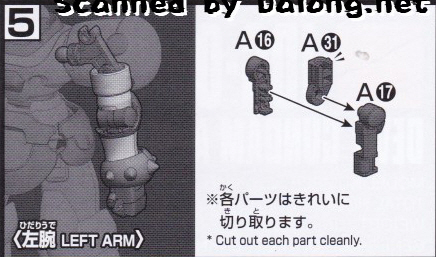 Scanned by Dalong.net
5
A16
A31
A17
※各パーツはきれいに
かく
切り取ります。
き と
* Cut out each part cleanly.
ひだりうで
〈左腕 LEFT ARM〉